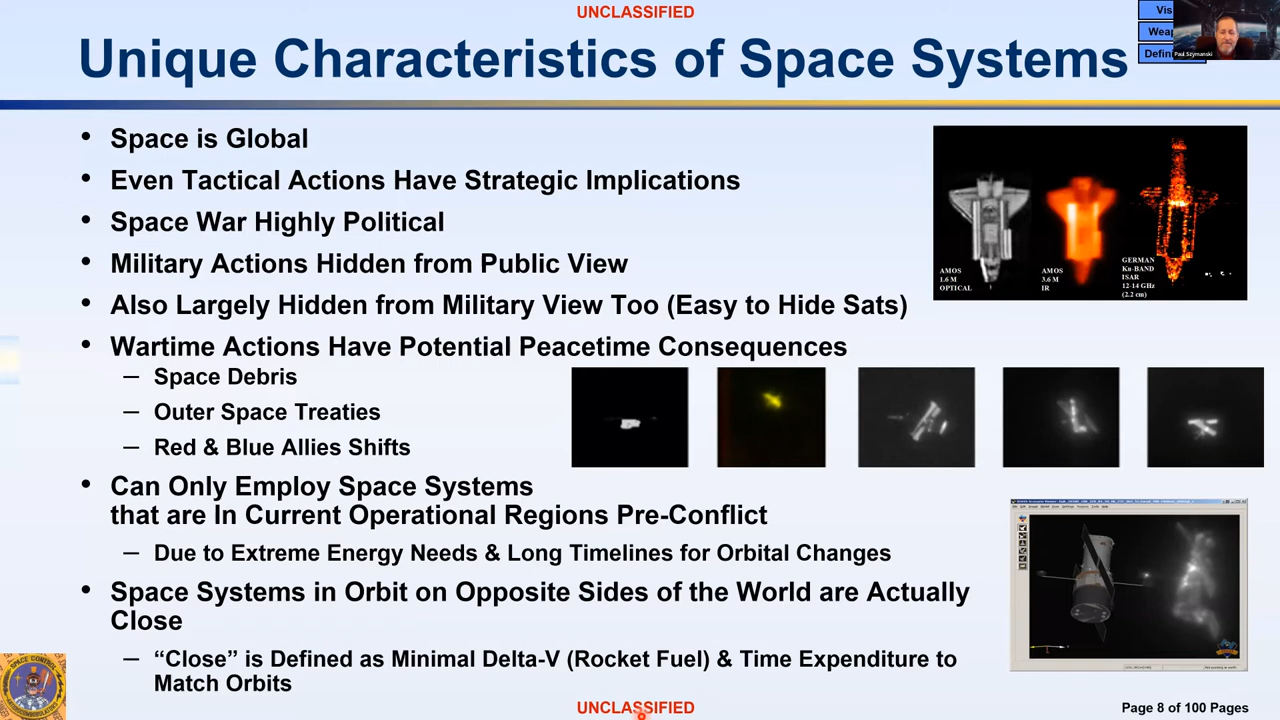 UNCLASSIFIED
Unique Characteristics of Space Systems
Paul Szymanski
• Space is Global
• Even Tactical Actions Have Strategic Implications
• Space War Highly Political
• Military Actions Hidden from Public View
• Also Largely Hidden from Military View Too (Easy to Hide Sats)
• Wartime Actions Have Potential Peacetime Consequences
– Space Debris
– Outer Space Treaties
– Red & Blue Allies Shifts
• Can Only Employ Space Systems
that are In Current Operational Regions Pre-Conflict
– Due to Extreme Energy Needs & Long Timelines for Orbital Changes
• Space Systems in Orbit on Opposite Sides of the World are Actually
Close
– “Close” is Defined as Minimal Delta-V (Rocket Fuel) & Time Expenditure to
Match Orbits
AMOS
1.6 M
OPTICAL
AMOS
3.6 M
IR
GERMAN
Ku-BAND
ISAR
12-14 GHz
(2.2 cm)
SPACE CONTROL
UNCLASSIFIED
Page 8 of 100 Pages